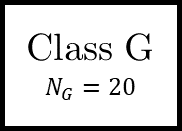 Class G
N_G = 20